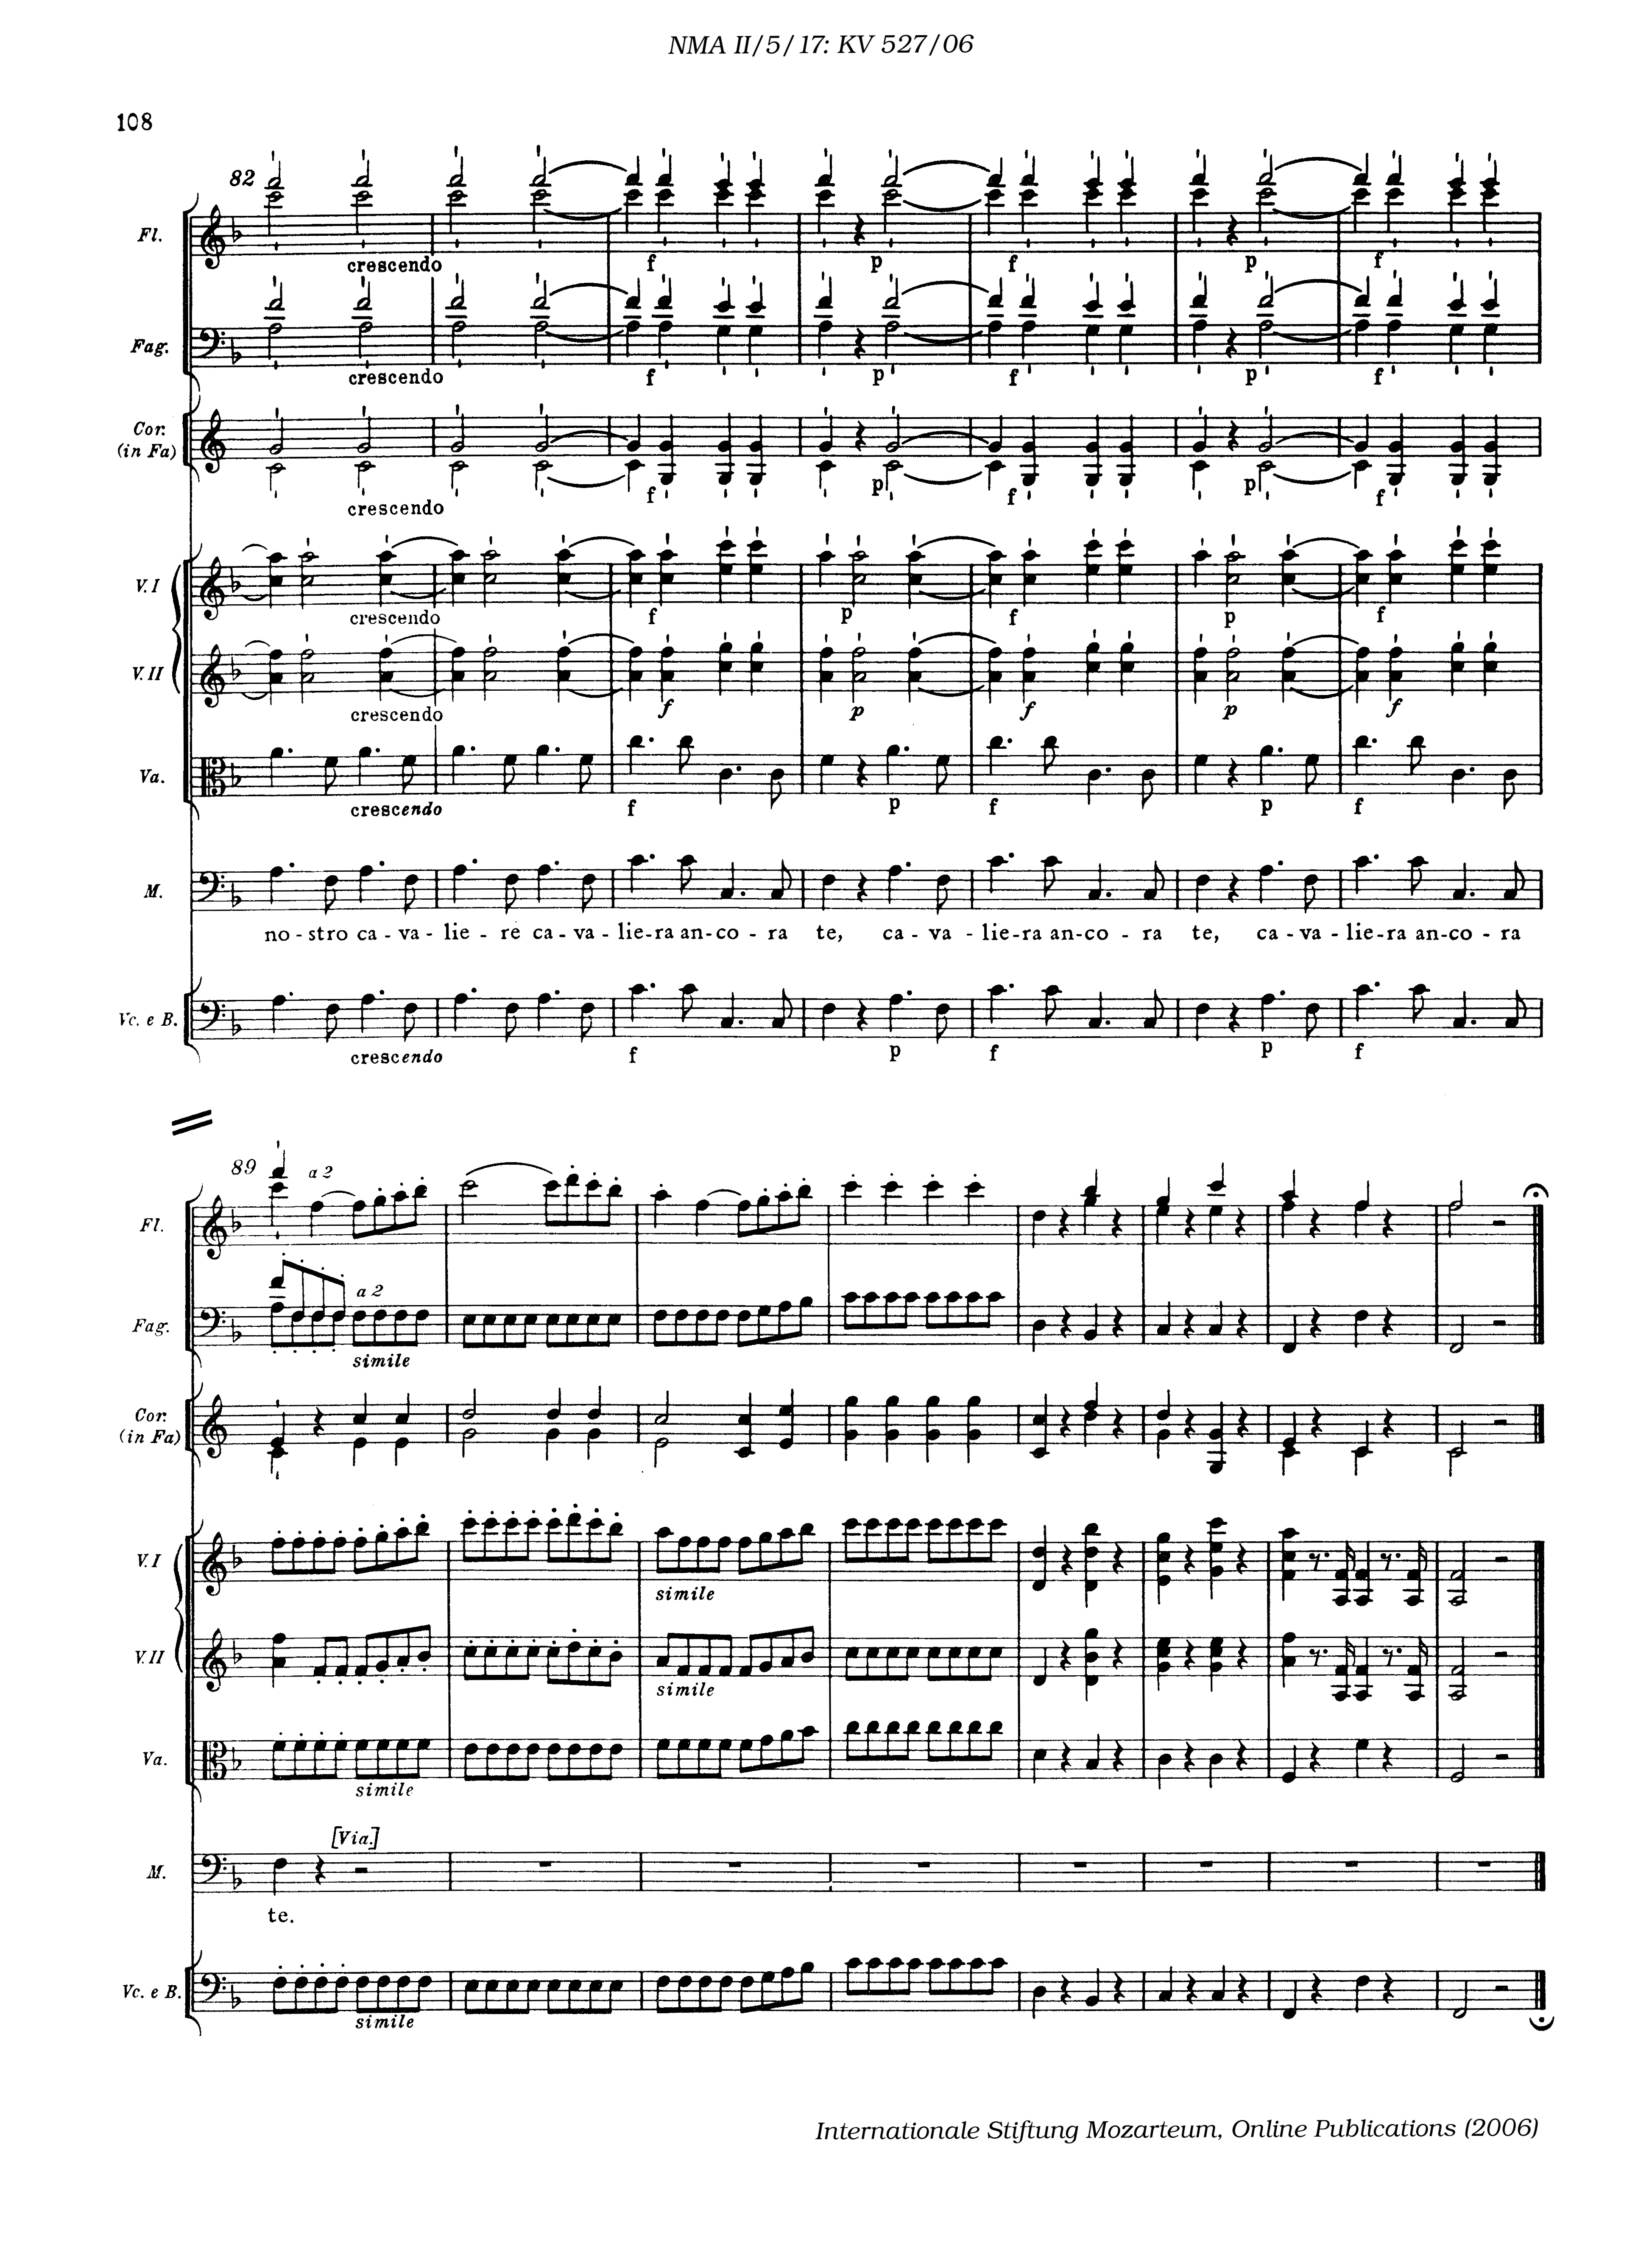 NMA II/5/17: KV 527/06
108
82
Fl.
crescendo f p f p f
Fag.
crescendo f p f p f
Cor.
(in Fa)
crescendo f p f p f
V. I
crescendo f p f p f
V. II
crescendo f p f p f
Va.
crescendo f p f p f
M.
no - stro ca - va - lie - re ca - va - lie-ra an-co - ra te, ca - va - lie-ra an-co - ra te, ca - va - lie-ra an-co - ra
Vc. e B.
crescendo f p f p f
89
a 2
Fl.
a 2
Fag.
simile
Cor.
(in Fa)
V. I
simile
V. II
simile
Va.
simile
[Via.]
M.
te.
Vc. e B.
simile
Internationale Stiftung Mozarteum, Online Publications (2006)